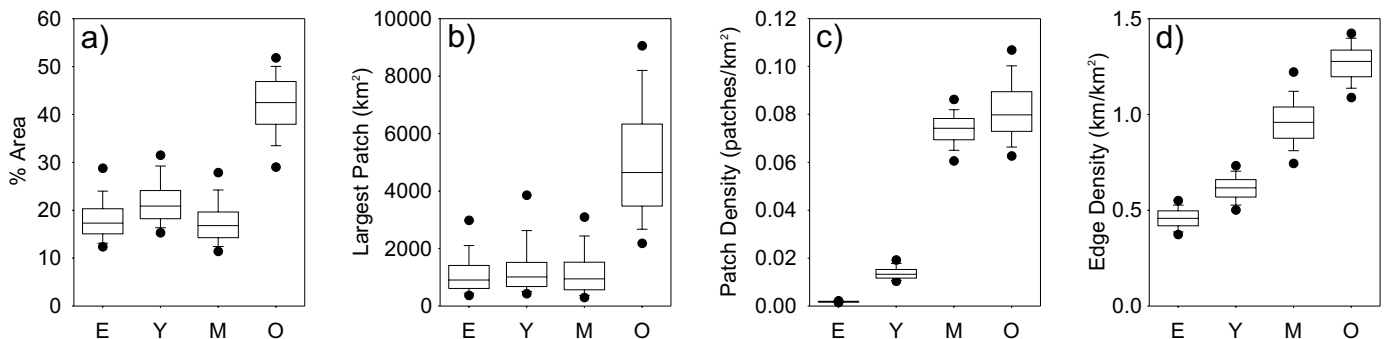 a)
% Area
60
50
40
30
20
10
0
E Y M O
b)
Largest Patch (km²)
10000
8000
6000
4000
2000
0
E Y M O
c)
Patch Density (patches/km²)
0.12
0.10
0.08
0.06
0.04
0.02
0.00
E Y M O
d)
Edge Density (km/km²)
1.5
1.0
0.5
0.0
E Y M O